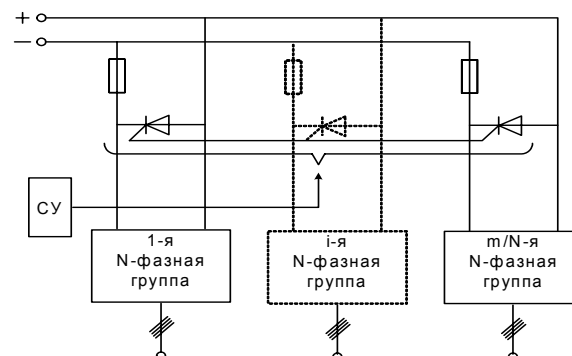 +
−
СУ
1-я
N-фазная
группа
i-я
N-фазная
группа
m/N-я
N-фазная
группа